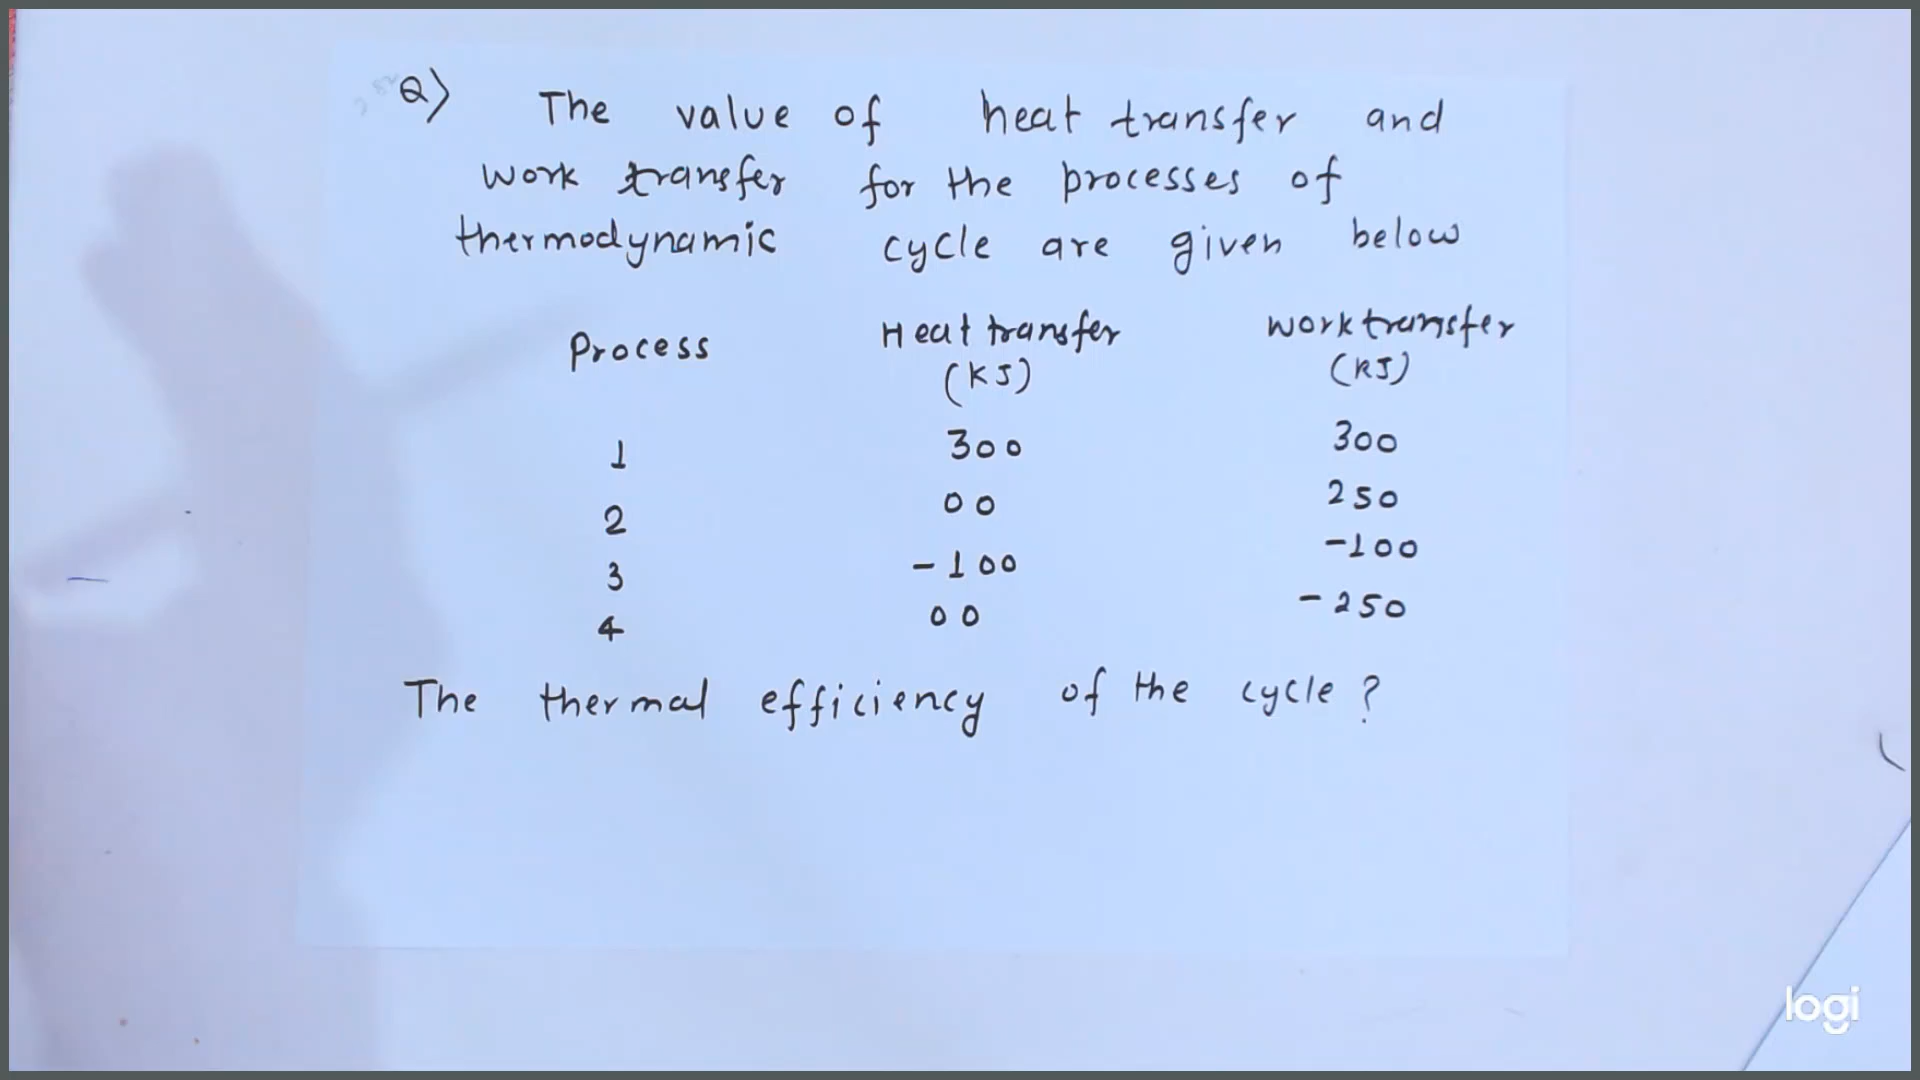 Q) The value of heat transfer and
work transfer for the processes of
thermodynamic cycle are given below
Process Heat transfer (KJ) work transfer (KJ)
1 300 300
2 00 250
3 -100 -100
4 00 -250
The thermal efficiency of the cycle?
logi